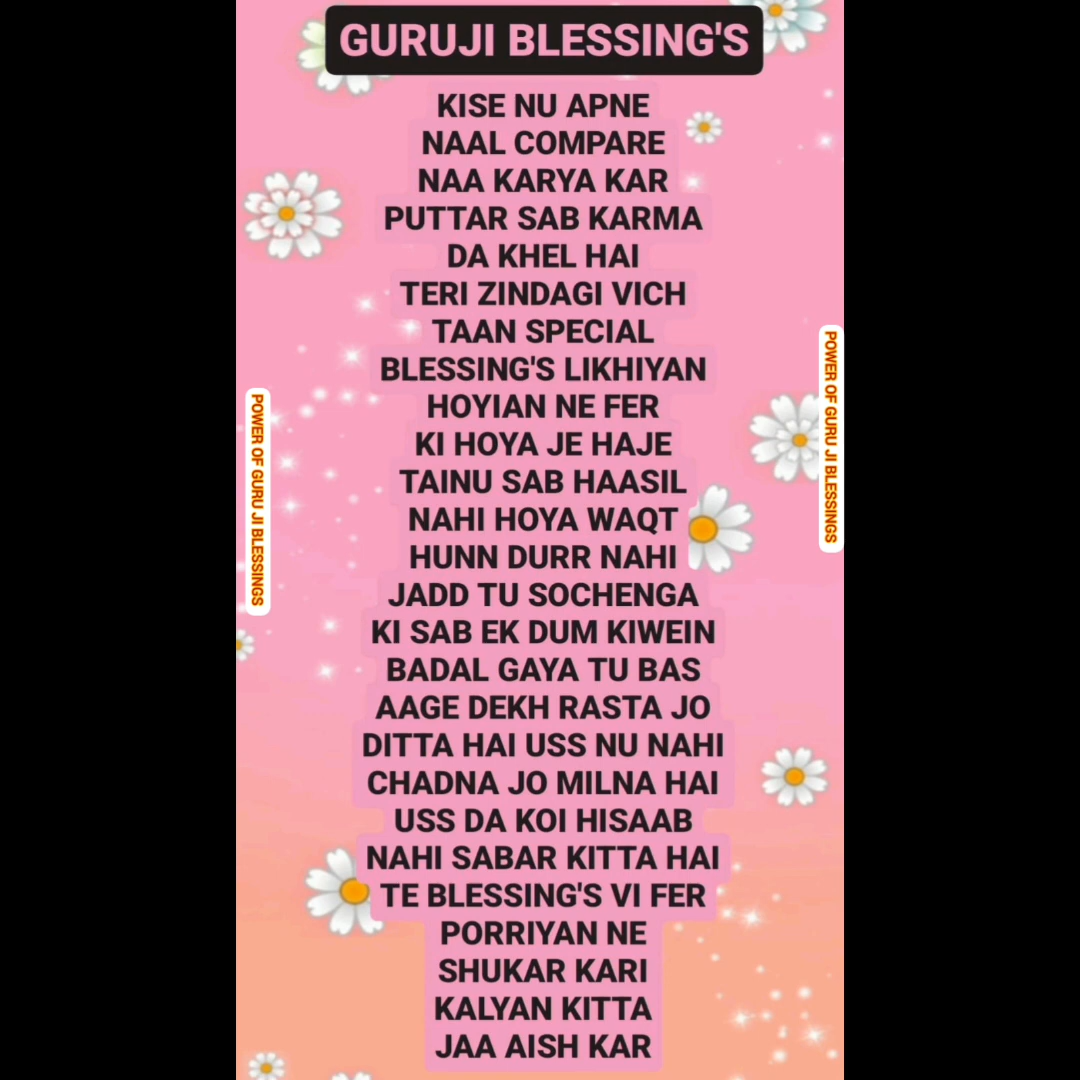 GURUJI BLESSING'S
KISE NU APNE
NAAL COMPARE
NAA KARYA KAR
PUTTAR SAB KARMA
DA KHEL HAI
TERI ZINDAGI VICH
TAAN SPECIAL
BLESSING'S LIKHIYAN
HOYIAN NE FER
KI HOYA JE HAJE
TAINU SAB HAASIL
NAHI HOYA WAQT
HUNN DURR NAHI
JADD TU SOCHENGA
KI SAB EK DUM KIWEIN
BADAL GAYA TU BAS
AAGE DEKH RASTA JO
DITTA HAI USS NU NAHI
CHADNA JO MILNA HAI
USS DA KOI HISAAB
NAHI SABAR KITTA HAI
TE BLESSING'S VI FER
PORRIYAN NE
SHUKAR KARI
KALYAN KITTA
JAA AISH KAR
POWER OF GURU JI BLESSINGS
POWER OF GURU JI BLESSINGS